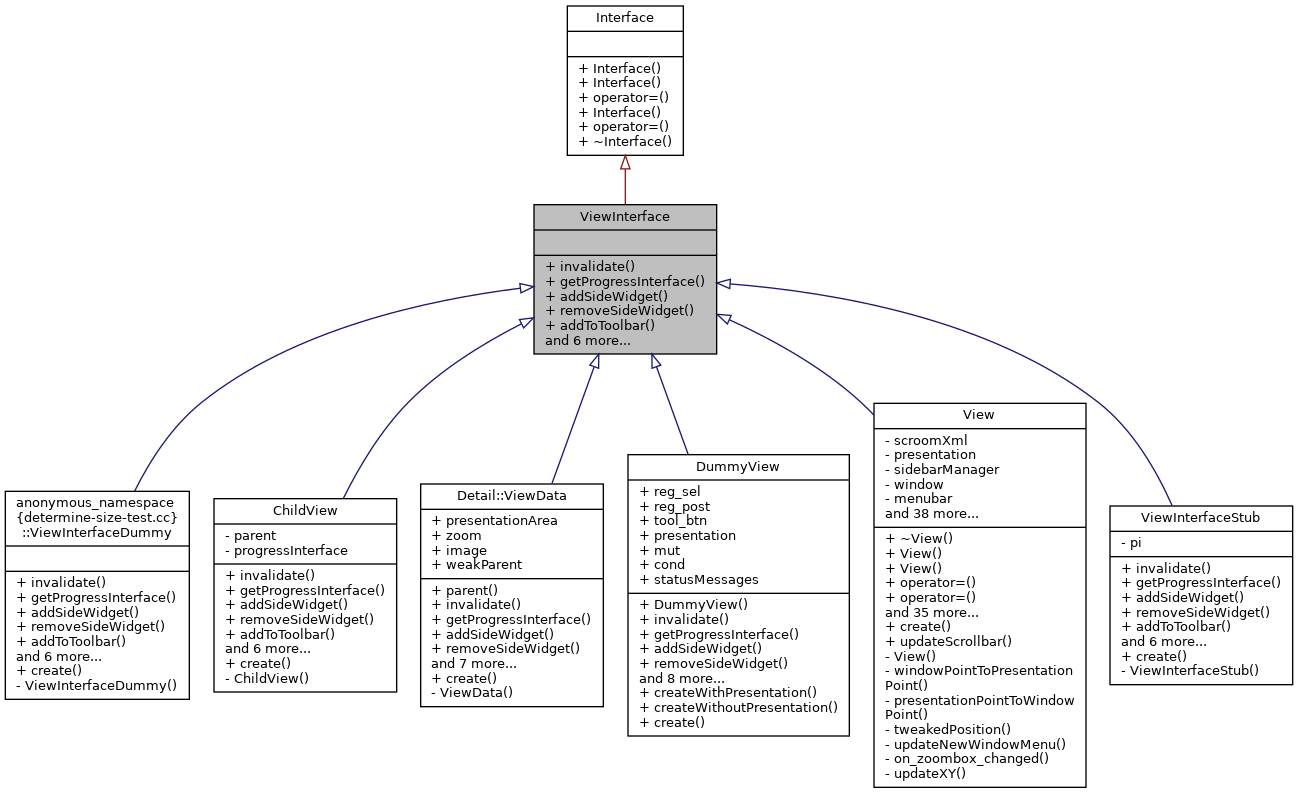 Interface
+ Interface()
+ Interface()
+ operator=()
+ Interface()
+ operator=()
+ ~Interface()
ViewInterface
+ invalidate()
+ getProgressInterface()
+ addSideWidget()
+ removeSideWidget()
+ addToToolbar()
and 6 more...
anonymous_namespace
{determine-size-test.cc}
::ViewInterfaceDummy
+ invalidate()
+ getProgressInterface()
+ addSideWidget()
+ removeSideWidget()
+ addToToolbar()
and 6 more...
+ create()
- ViewInterfaceDummy()
ChildView
- parent
- progressInterface
+ invalidate()
+ getProgressInterface()
+ addSideWidget()
+ removeSideWidget()
+ addToToolbar()
and 6 more...
+ create()
- ChildView()
Detail::ViewData
+ presentationArea
+ zoom
+ image
+ weakParent
+ parent()
+ invalidate()
+ getProgressInterface()
+ addSideWidget()
+ removeSideWidget()
and 7 more...
+ create()
- ViewData()
DummyView
+ reg_sel
+ reg_post
+ tool_btn
+ presentation
+ mut
+ cond
+ statusMessages
+ DummyView()
+ invalidate()
+ getProgressInterface()
+ addSideWidget()
+ removeSideWidget()
and 8 more...
+ createWithPresentation()
+ createWithoutPresentation()
+ create()
View
- scroomXml
- presentation
- sidebarManager
- window
- menubar
and 38 more...
+ ~View()
+ View()
+ View()
+ operator=()
+ operator=()
and 35 more...
+ create()
+ updateScrollbar()
- View()
- windowPointToPresentation
Point()
- presentationPointToWindow
Point()
- tweakedPosition()
- updateNewWindowMenu()
- on_zoombox_changed()
- updateXY()
ViewInterfaceStub
- pi
+ invalidate()
+ getProgressInterface()
+ addSideWidget()
+ removeSideWidget()
+ addToToolbar()
and 6 more...
+ create()
- ViewInterfaceStub()